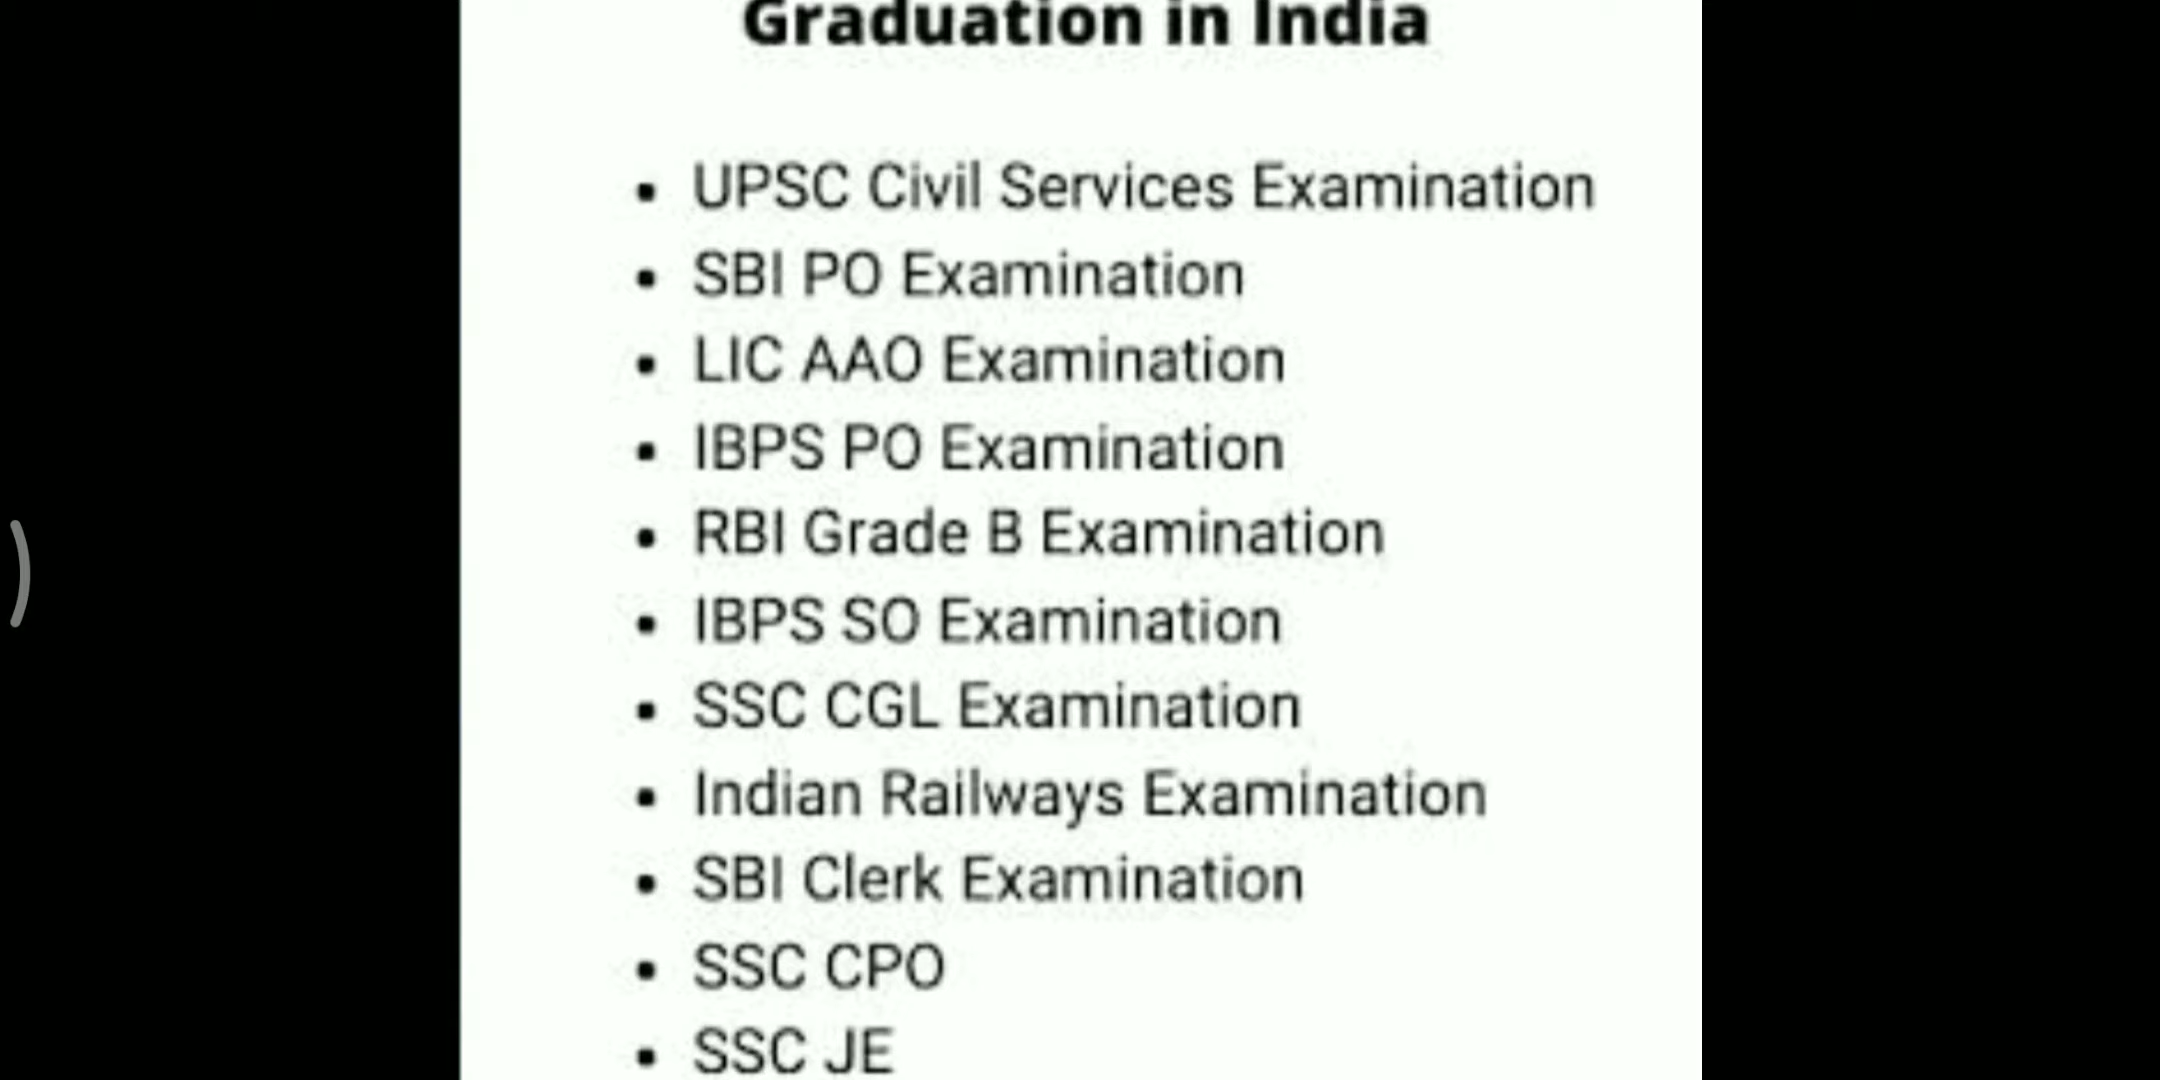 Graduation in India
• UPSC Civil Services Examination
• SBI PO Examination
• LIC AAO Examination
• IBPS PO Examination
• RBI Grade B Examination
• IBPS SO Examination
• SSC CGL Examination
• Indian Railways Examination
• SBI Clerk Examination
• SSC CPO
• SSC JE